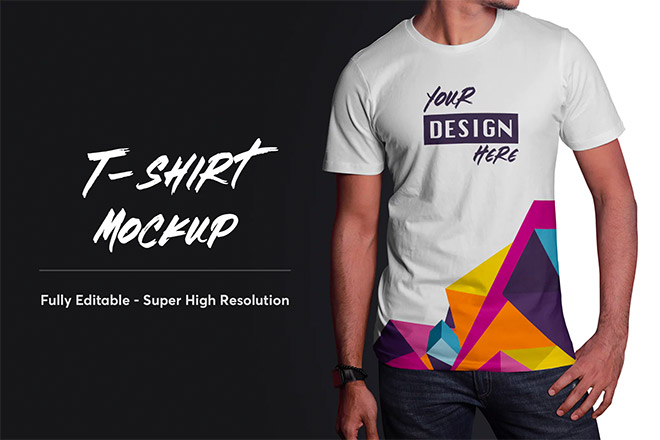 T-SHIRT
MOCKUP
Fully Editable - Super High Resolution
YOUR
DESIGN
HERE